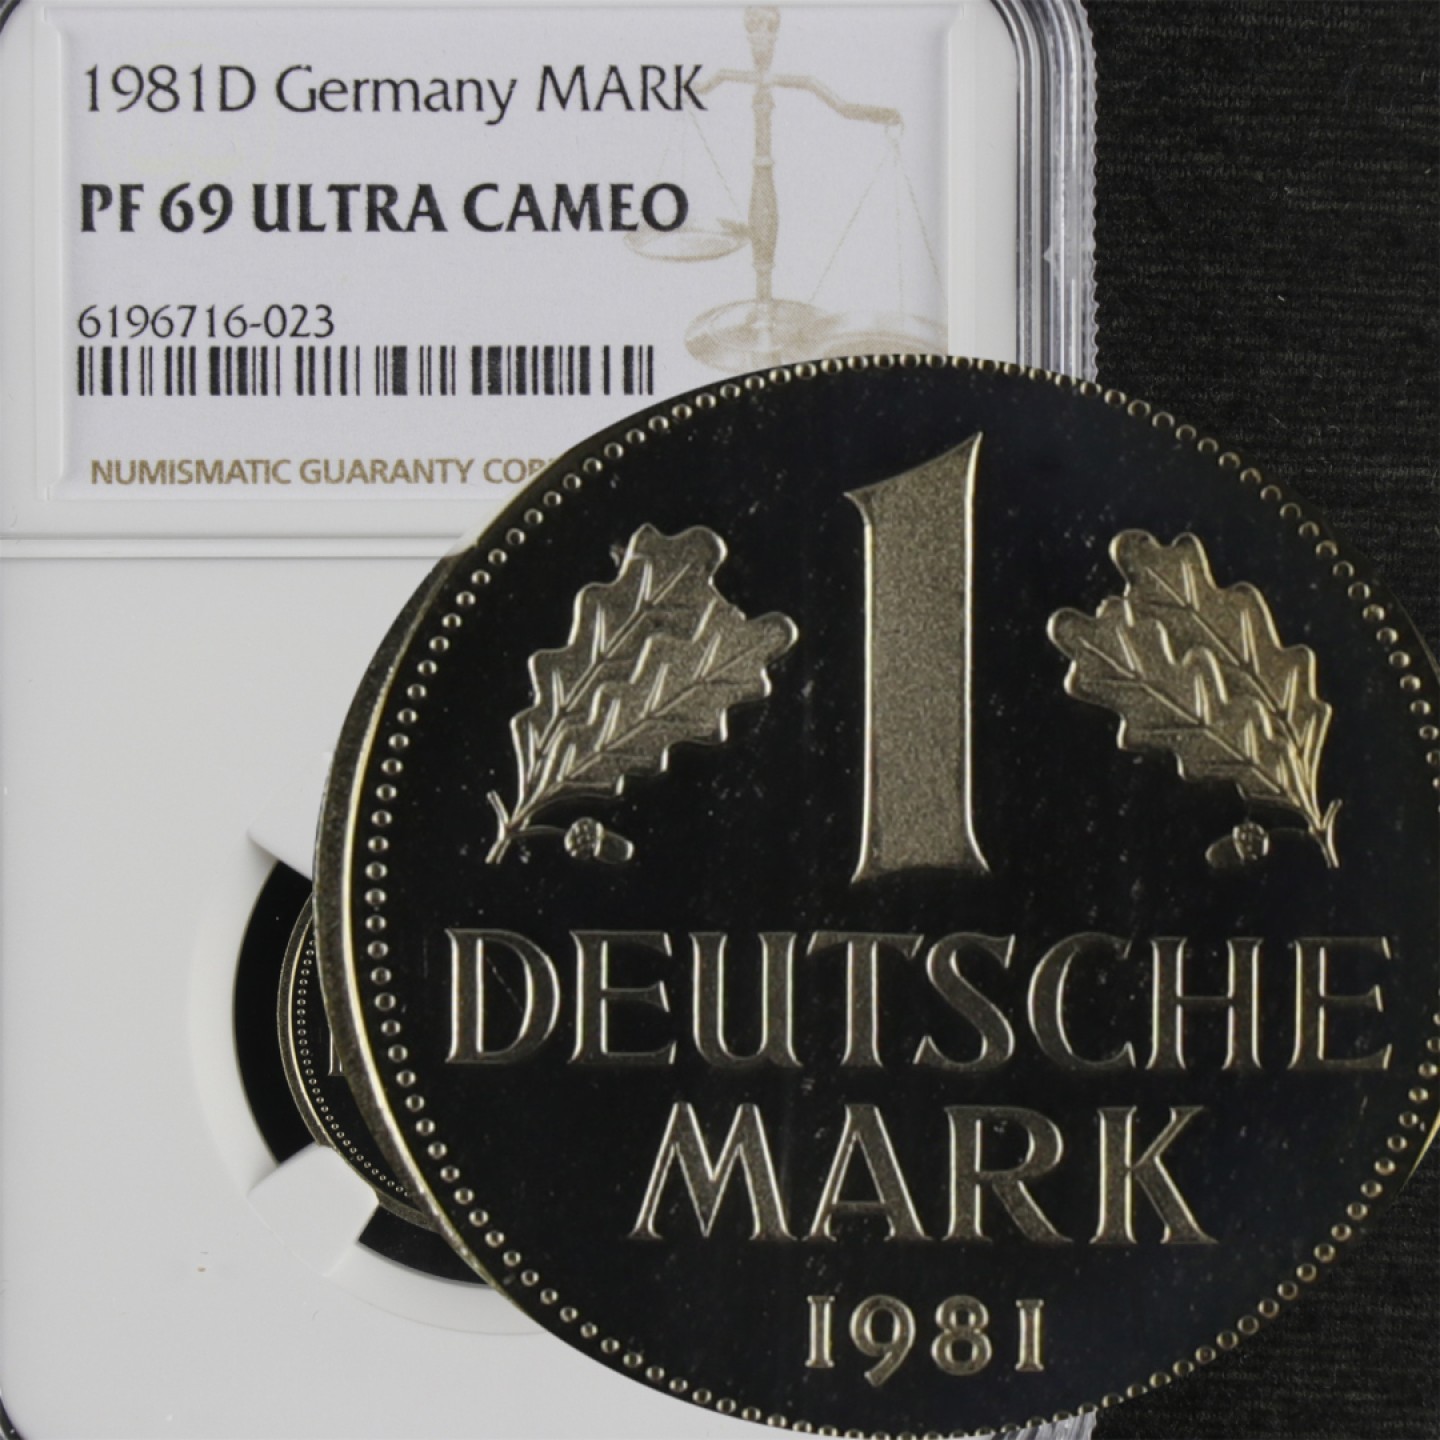 1981D Germany MARK
PF 69 ULTRA CAMEO
6196716-023
NUMISMATIC GUARANTY
1
DEUTSCHE
MARK
1981